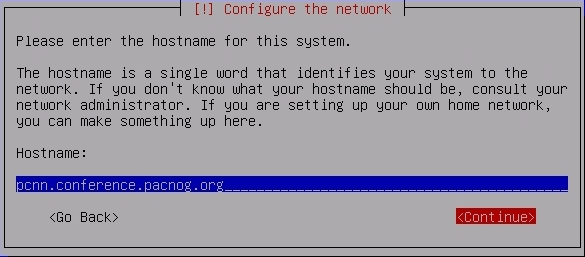 [!] Configure the network
Please enter the hostname for this system.
The hostname is a single word that identifies your system to the
network. If you don't know what your hostname should be, consult your
network administrator. If you are setting up your own home network,
you can make something up here.
Hostname:
pcnn.conference.pacnog.org
<Go Back> <Continue>